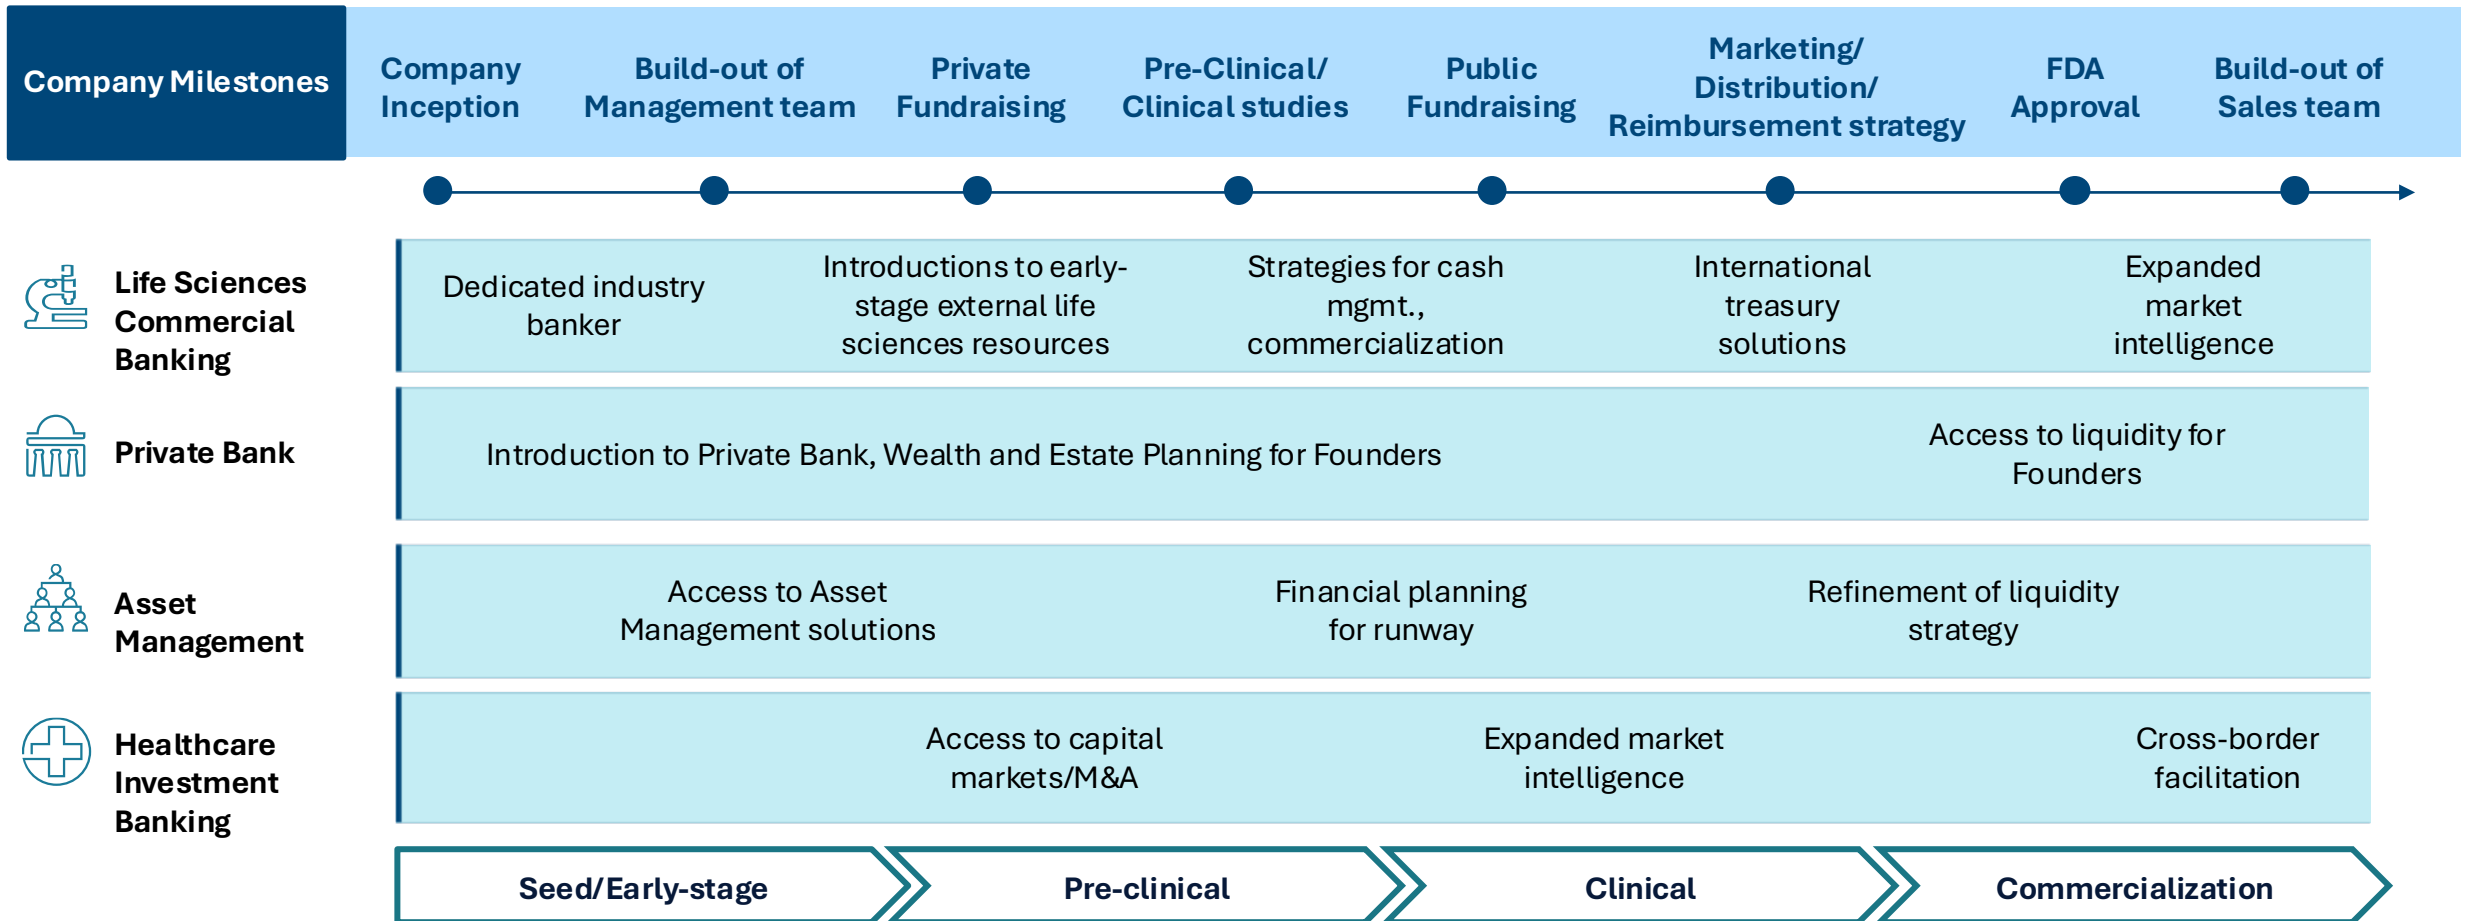 Company Milestones
Company
Inception
Build-out of
Management team
Private
Fundraising
Pre-Clinical/
Clinical studies
Public
Fundraising
Marketing/
Distribution/
Reimbursement strategy
FDA
Approval
Build-out of
Sales team
Life Sciences
Commercial
Banking
Dedicated industry
banker
Introductions to early-
stage external life
sciences resources
Strategies for cash
mgmt.,
commercialization
International
treasury
solutions
Expanded
market
intelligence
Private Bank
Introduction to Private Bank, Wealth and Estate Planning for Founders
Access to liquidity for
Founders
Asset
Management
Access to Asset
Management solutions
Financial planning
for runway
Refinement of liquidity
strategy
Healthcare
Investment
Banking
Access to capital
markets/M&A
Expanded market
intelligence
Cross-border
facilitation
Seed/Early-stage
Pre-clinical
Clinical
Commercialization